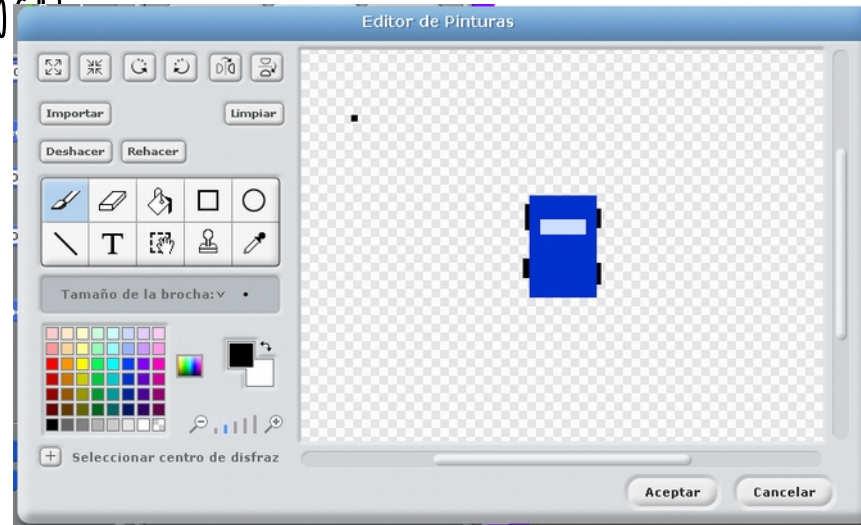 Editor de Pinturas
Importar
Limpiar
Deshacer
Rehacer
T
Tamaño de la brocha:
Seleccionar centro de disfraz
Aceptar
Cancelar